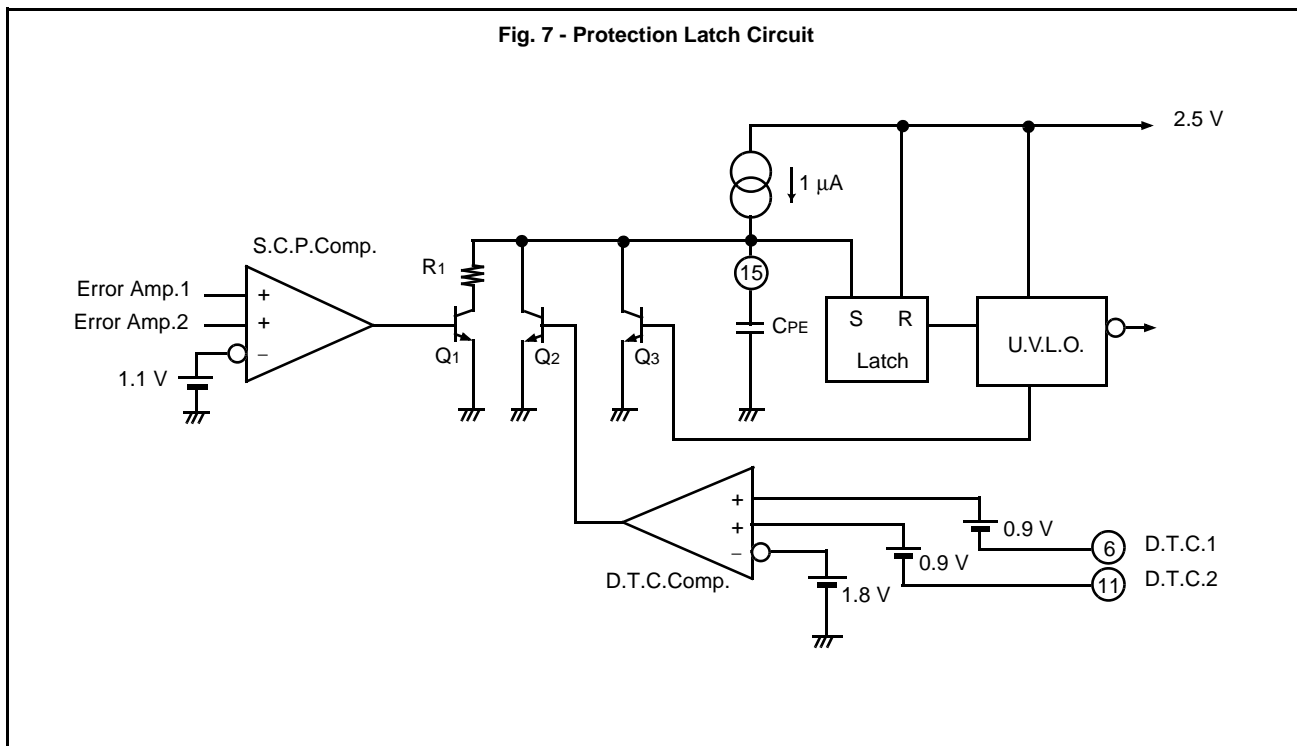 Fig. 7 - Protection Latch Circuit
2.5 V
1 μA
S.C.P.Comp.
R1
15
Error Amp.1
+
S R
Error Amp.2
+
CPE
U.V.L.O.
−
Q1
Q2
Q3
Latch
1.1 V
+
+
0.9 V
6 D.T.C.1
−
0.9 V
11 D.T.C.2
D.T.C.Comp.
1.8 V